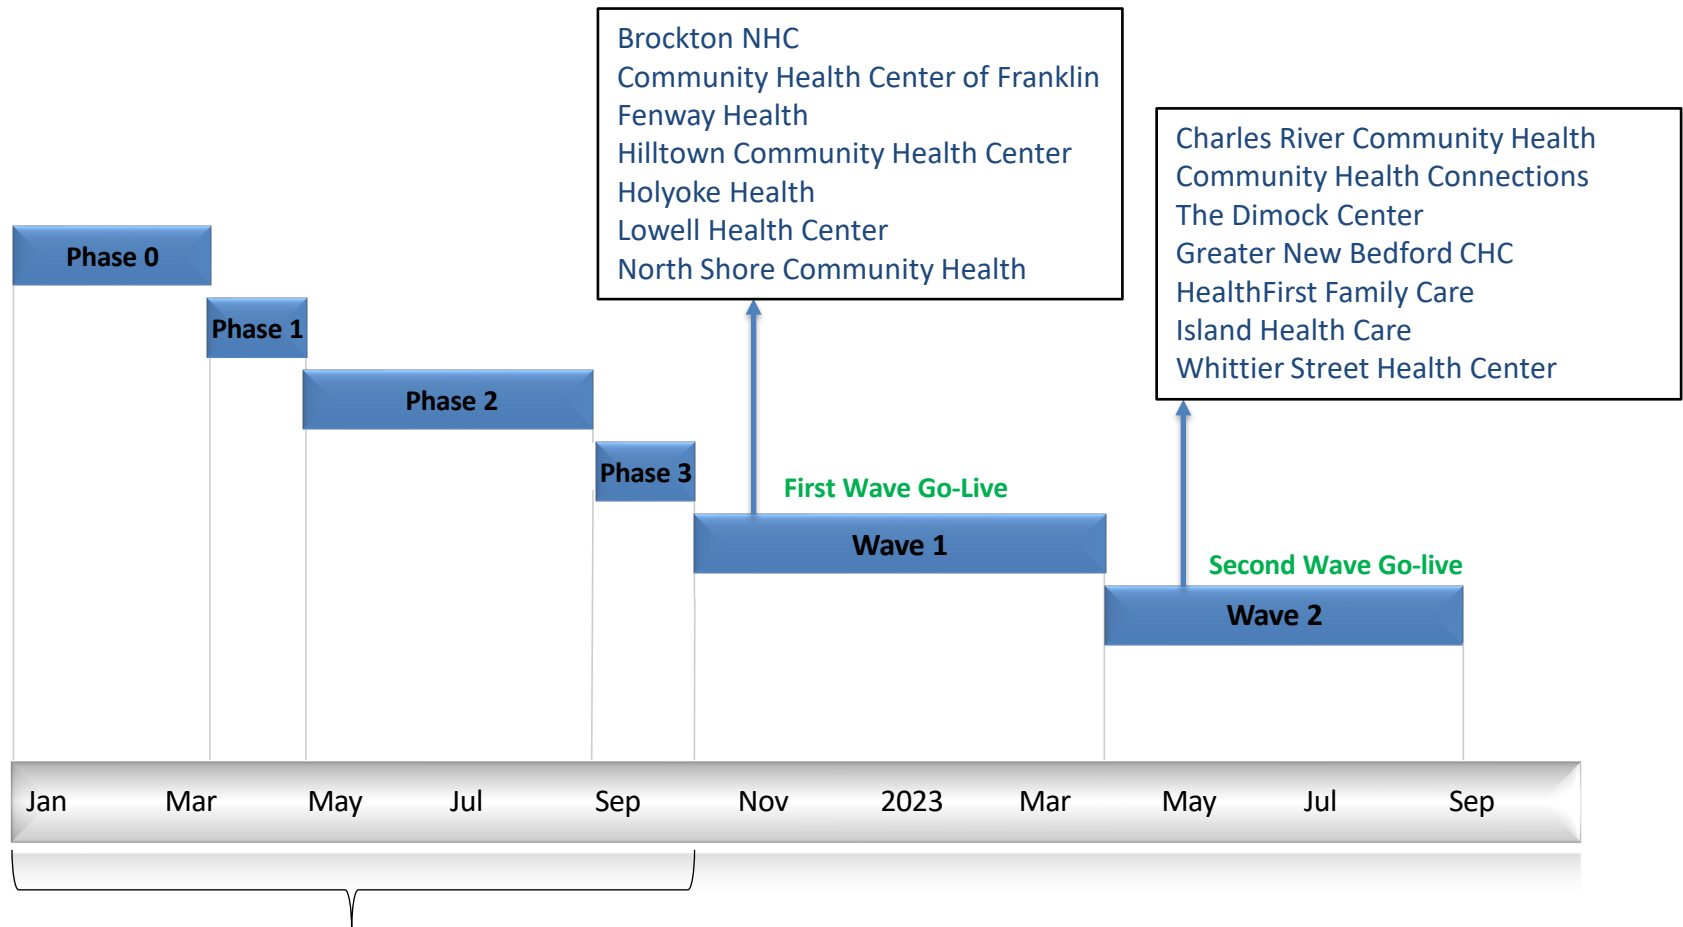 Brockton NHC
Community Health Center of Franklin
Fenway Health
Hilltown Community Health Center
Holyoke Health
Lowell Health Center
North Shore Community Health
Charles River Community Health
Community Health Connections
The Dimock Center
Greater New Bedford CHC
HealthFirst Family Care
Island Health Care
Whittier Street Health Center
Phase 0
Phase 1
Phase 2
Phase 3
First Wave Go-Live
Wave 1
Second Wave Go-live
Wave 2
Jan Mar May Jul Sep Nov 2023 Mar May Jul Sep